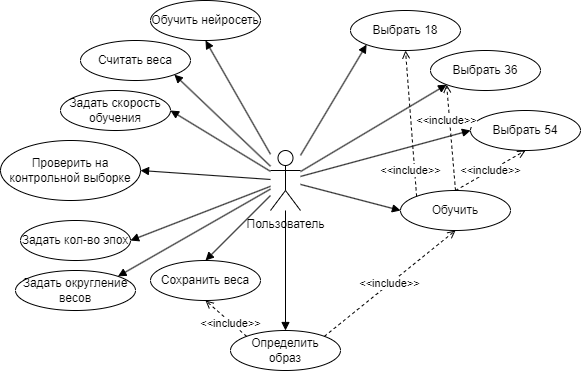 Обучить нейросеть
Выбрать 18
Считать веса
Выбрать 36
Задать скорость
обучения
<<include>>
Выбрать 54
Проверить на
контрольной выборке
<<include>>
<<include>>
Обучить
Пользователь
Задать кол-во эпох
Задать округление
весов
Сохранить веса
<<include>>
<<include>>
Определить
образ